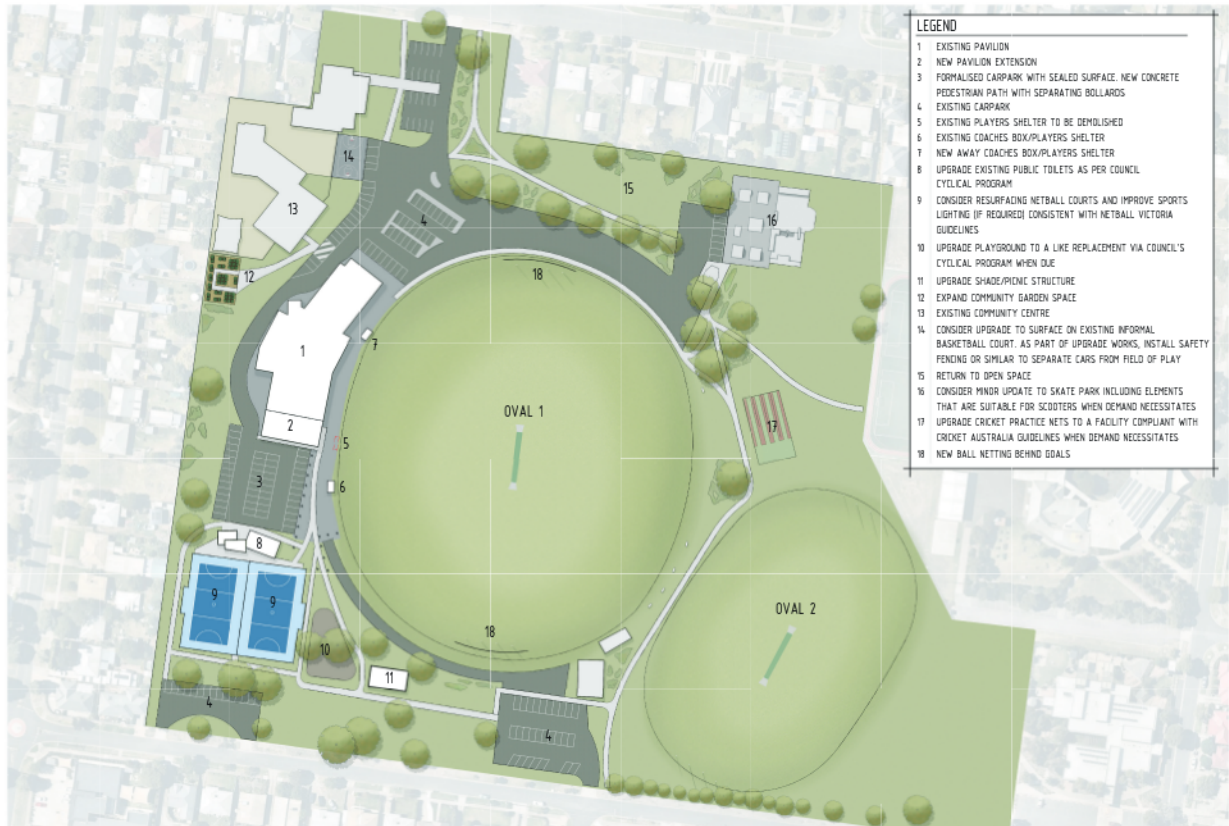 LEGEND
1 EXISTING PAVILION
2 NEW PAVILION EXTENSION
3 FORMALISED CARPARK WITH SEALED SURFACE. NEW CONCRETE
PEDESTRIAN PATH WITH SEPARATING BOLLARDS
4 EXISTING CARPARK
5 EXISTING PLAYERS SHELTER TO BE DEMOLISHED
6 EXISTING COACHES BOX/PLAYERS SHELTER
7 NEW AWAY COACHES BOX/PLAYERS SHELTER
8 UPGRADE EXISTING PUBLIC TOILETS AS PER COUNCIL
CYCLICAL PROGRAM
9 CONSIDER RESURFACING NETBALL COURTS AND IMPROVE SPORTS
LIGHTING (IF REQUIRED) CONSISTENT WITH NETBALL VICTORIA
GUIDELINES
10 UPGRADE PLAYGROUND TO A LIKE REPLACEMENT VIA COUNCIL'S
CYCLICAL PROGRAM WHEN DUE
11 UPGRADE SHADE/PICNIC STRUCTURE
12 EXPAND COMMUNITY GARDEN SPACE
13 EXISTING COMMUNITY CENTRE
14 CONSIDER UPGRADE TO SURFACE ON EXISTING INFORMAL
BASKETBALL COURT. AS PART OF UPGRADE WORKS, INSTALL SAFETY
FENCING OR SIMILAR TO SEPARATE CARS FROM FIELD OF PLAY
15 RETURN TO OPEN SPACE
16 CONSIDER MINOR UPDATE TO SKATE PARK INCLUDING ELEMENTS
THAT ARE SUITABLE FOR SCOOTERS WHEN DEMAND NECESSITATES
17 UPGRADE CRICKET PRACTICE NETS TO A FACILITY COMPLIANT WITH
CRICKET AUSTRALIA GUIDELINES WHEN DEMAND NECESSITATES
18 NEW BALL NETTING BEHIND GOALS
14
15
13
4
16
12
18
7
1
OVAL 1
2
17
5
3
6
8
9
9
OVAL 2
18
10
11
4
4